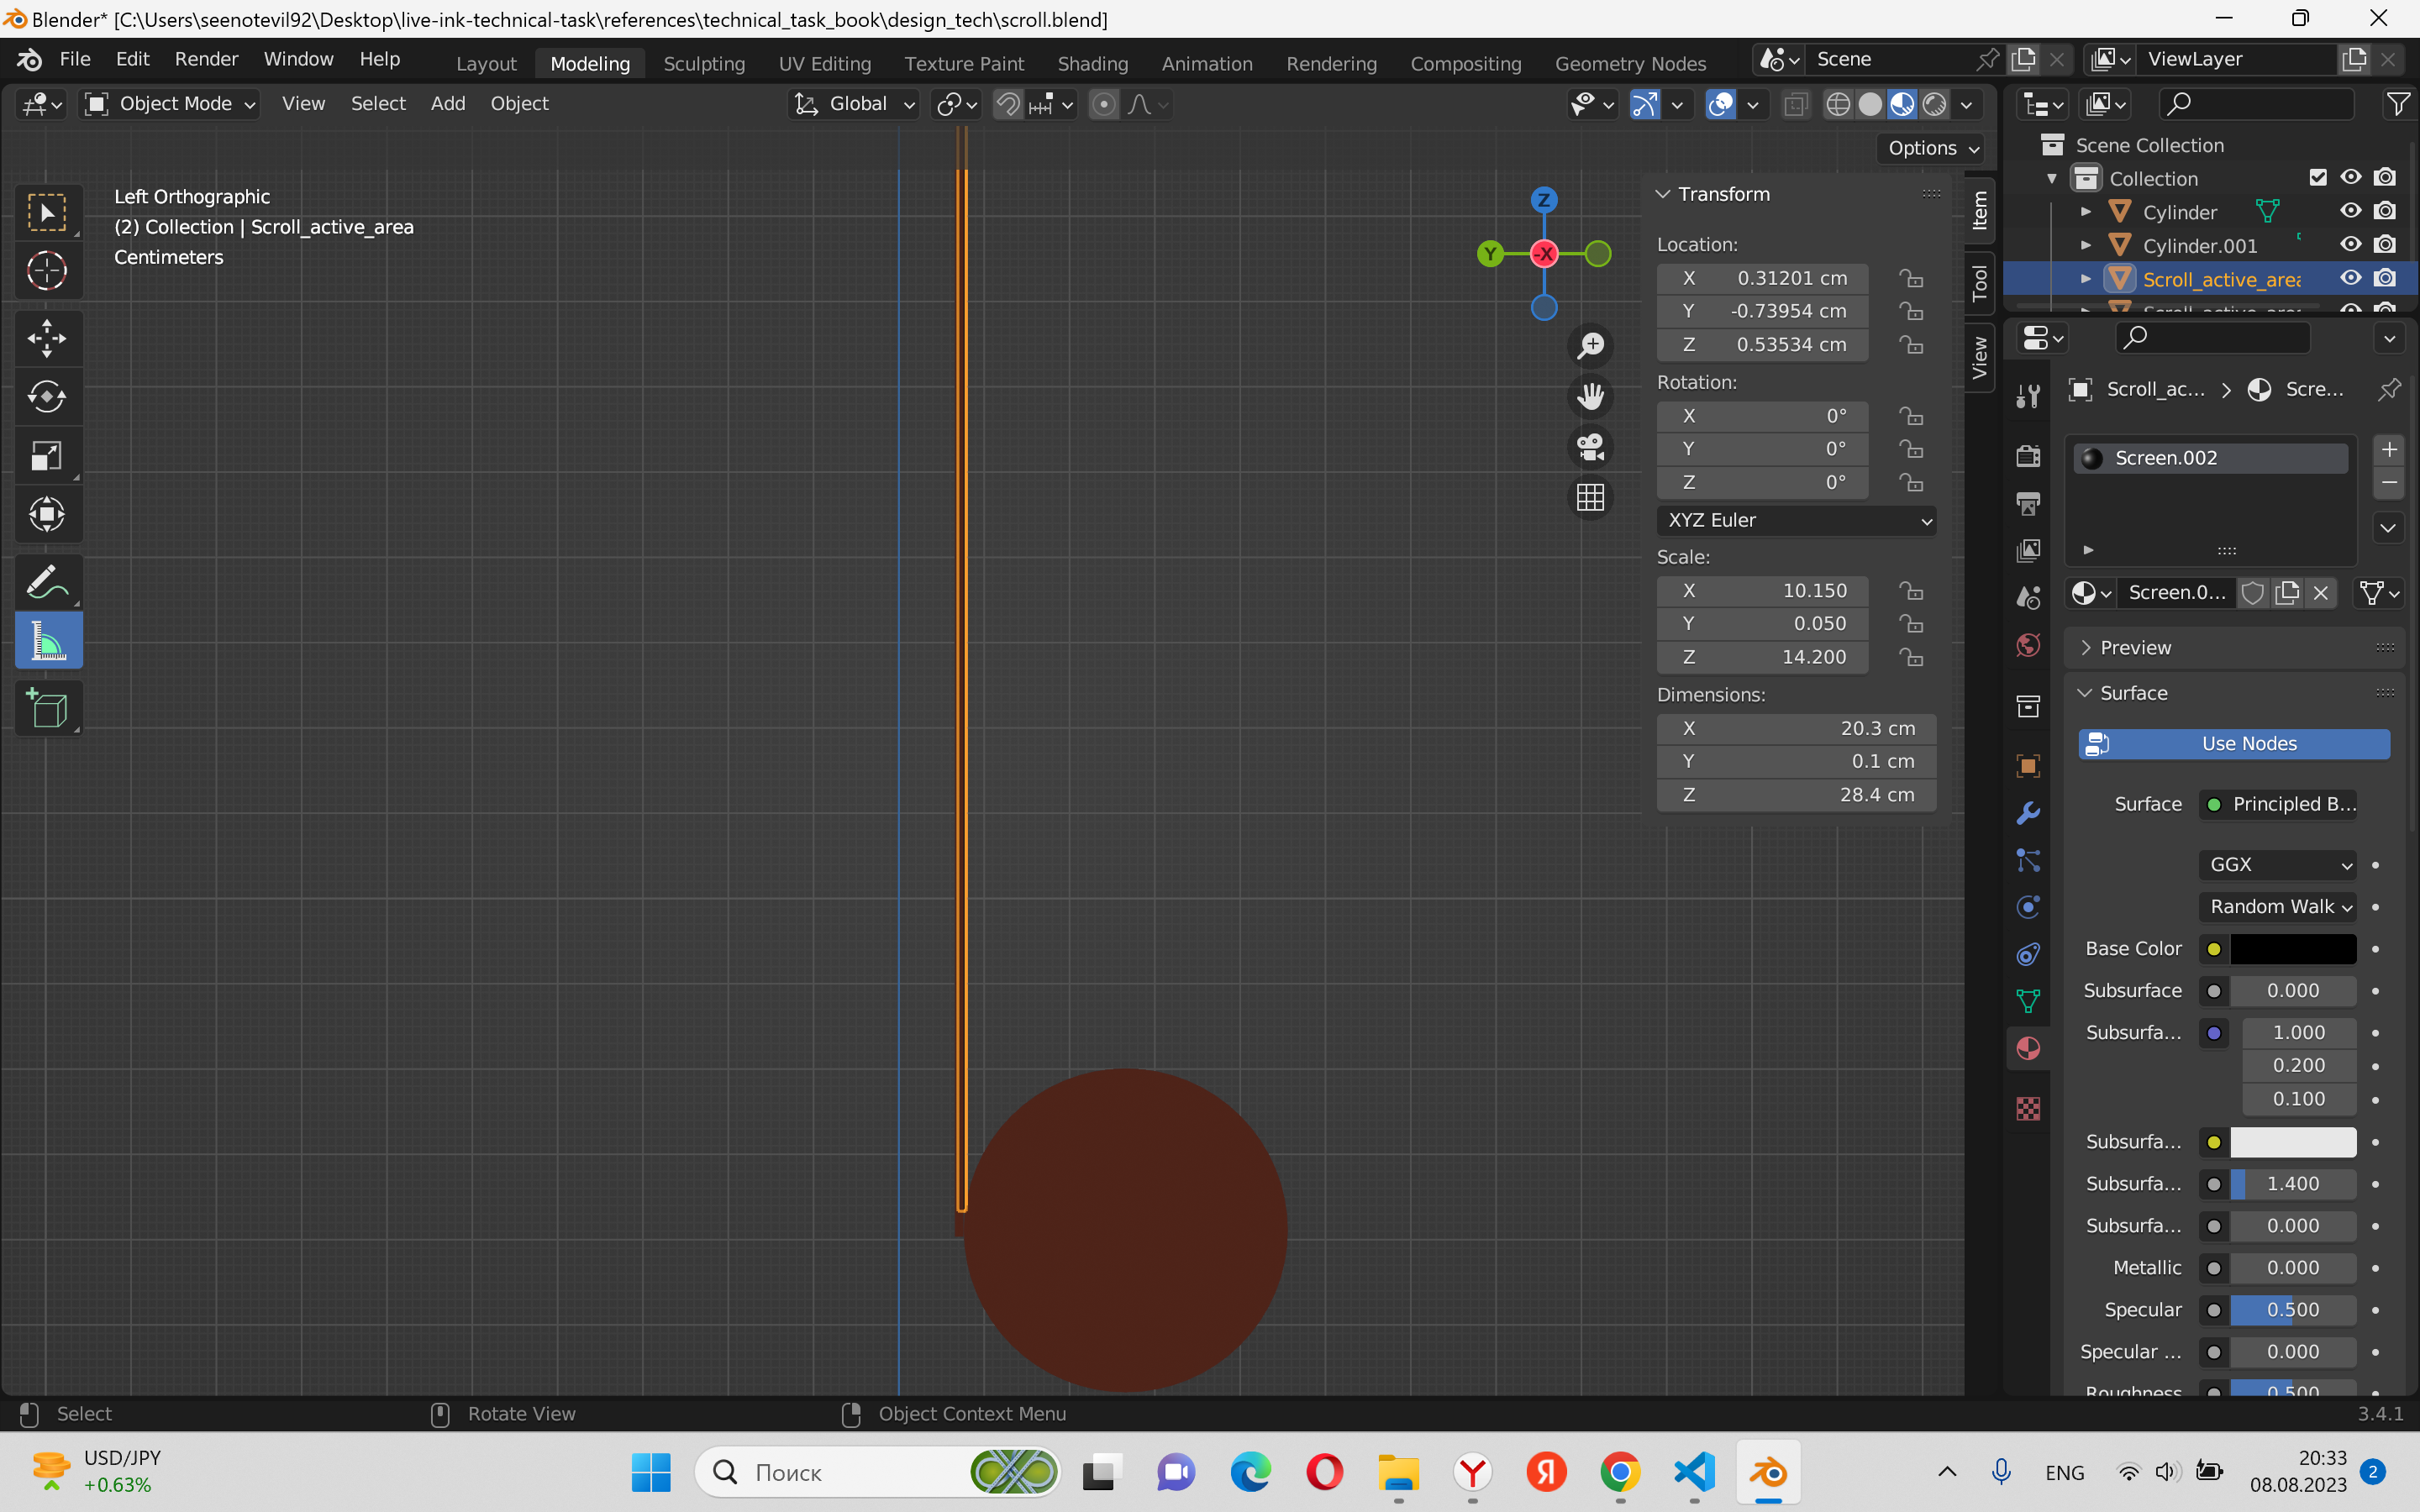 Blender* [C:\Users\seenotevil92\Desktop\live-ink-technical-task\references\technical_task_book\design_tech\scroll.blend]
File Edit Render Window Help Layout Modeling Sculpting UV Editing Texture Paint Shading Animation Rendering Compositing Geometry Nodes Scene ViewLayer
Object Mode View Select Add Object Global
Options
Left Orthographic
(2) Collection | Scroll_active_area
Centimeters
Z
Y
-X
Transform
Location:
X 0.31201 cm
Y -0.73954 cm
Z 0.53534 cm
Rotation:
X 0°
Y 0°
Z 0°
XYZ Euler
Scale:
X 10.150
Y 0.050
Z 14.200
Dimensions:
X 20.3 cm
Y 0.1 cm
Z 28.4 cm
Item
Tool
View
Scene Collection
Collection
Cylinder
Cylinder.001
Scroll_active_area
Scroll_ac... Scre...
Screen.002
Screen.0...
Preview
Surface
Use Nodes
Surface Principled B...
GGX
Random Walk
Base Color
Subsurface 0.000
Subsurfa... 1.000
0.200
0.100
Subsurfa...
Subsurfa... 1.400
Subsurfa... 0.000
Metallic 0.000
Specular 0.500
Specular ... 0.000
Roughness 0.500
Select Rotate View Object Context Menu 3.4.1
USD/JPY
+0.63%
Поиск
ENG
20:33
08.08.2023
2